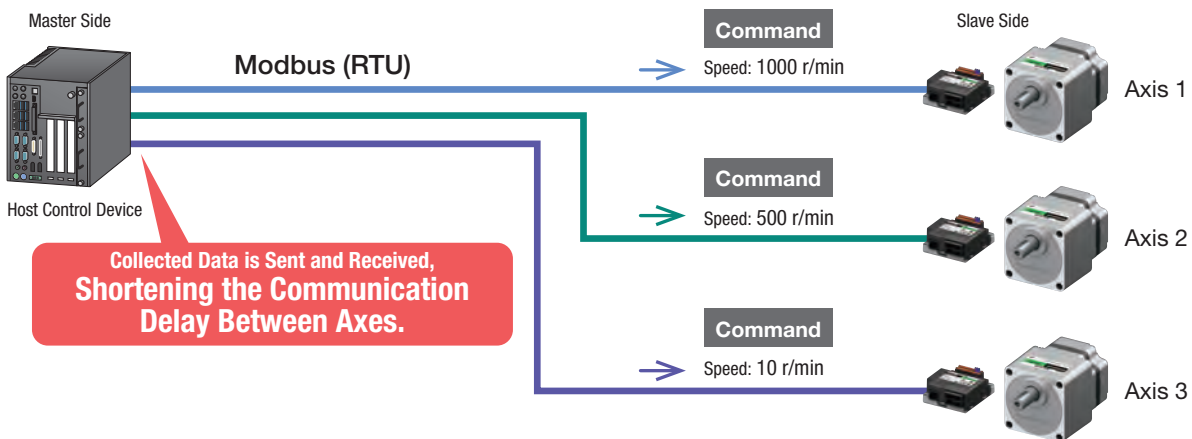 Master Side
Command
Slave Side
Modbus (RTU)
Speed: 1000 r/min
Axis 1
Command
Host Control Device
Speed: 500 r/min
Axis 2
Collected Data is Sent and Received,
Shortening the Communication
Delay Between Axes.
Command
Speed: 10 r/min
Axis 3